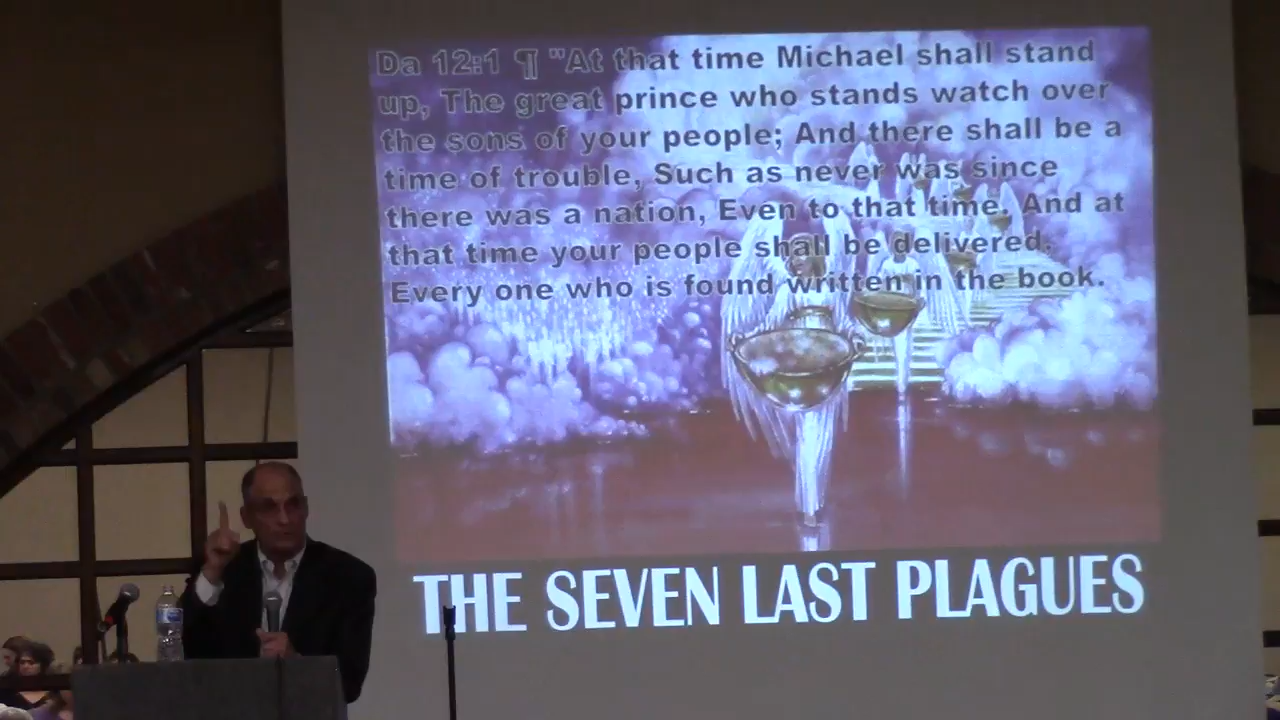 Da 12:1 ¶ "At that time Michael shall stand
up, The great prince who stands watch over
the sons of your people; And there shall be a
time of trouble, Such as never was since
there was a nation, Even to that time. And at
that time your people shall be delivered,
Every one who is found written in the book.
THE SEVEN LAST PLAGUES